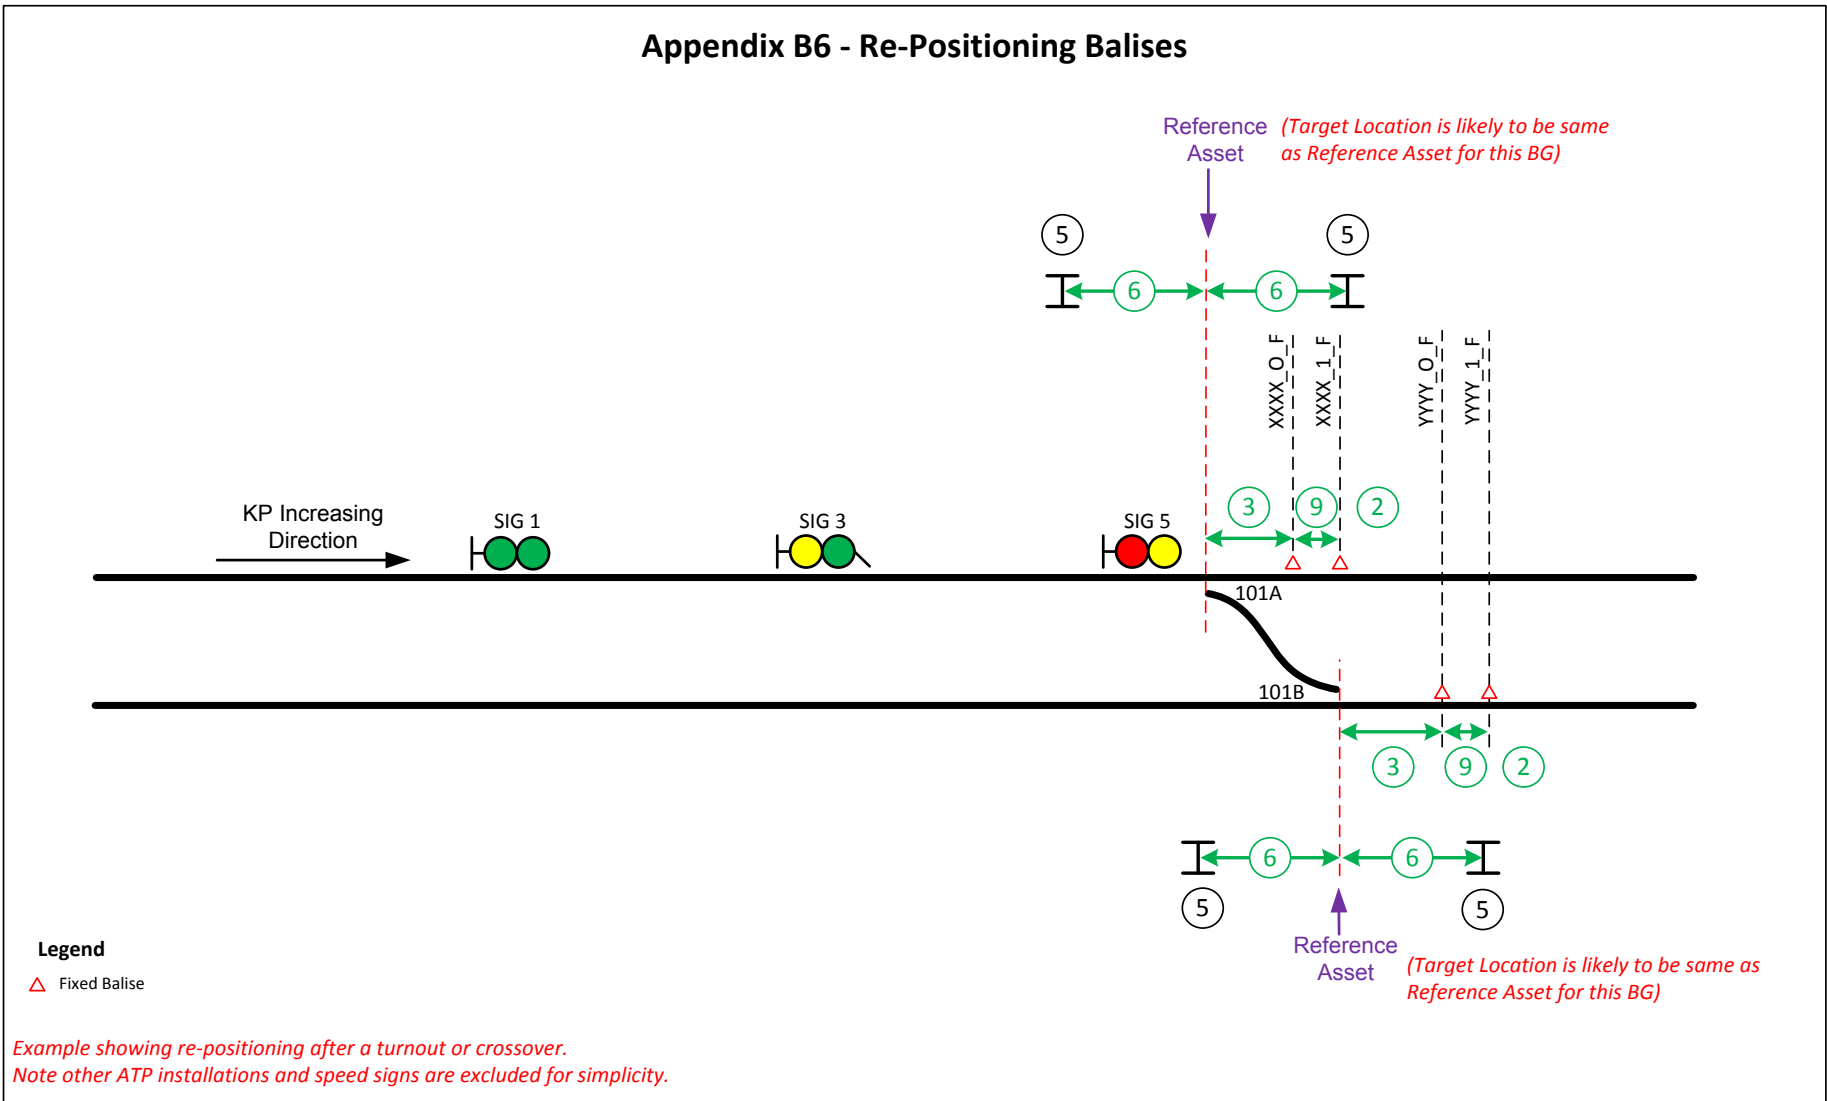 Appendix B6 - Re-Positioning Balises
Reference
Asset
(Target Location is likely to be same
as Reference Asset for this BG)
5
5
6
6
XXXX_O_F
XXXX_1_F
YYYY_O_F
YYYY_1_F
3
9
2
KP Increasing
Direction
SIG 1
SIG 3
SIG 5
101A
101B
3
9
2
6
6
5
5
Reference
Asset
(Target Location is likely to be same as
Reference Asset for this BG)
Legend
Fixed Balise
Example showing re-positioning after a turnout or crossover.
Note other ATP installations and speed signs are excluded for simplicity.